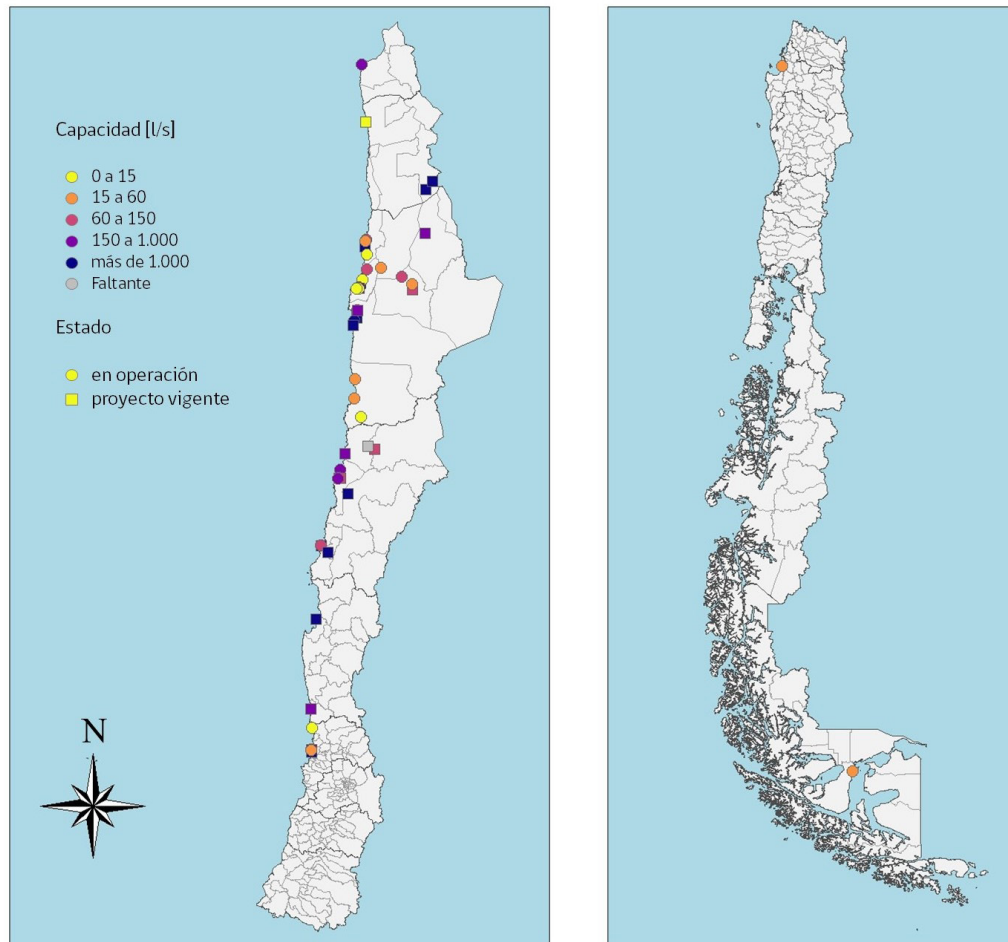 Capacidad [l/s]
0 a 15
15 a 60
60 a 150
150 a 1.000
más de 1.000
Faltante
Estado
en operación
proyecto vigente
N